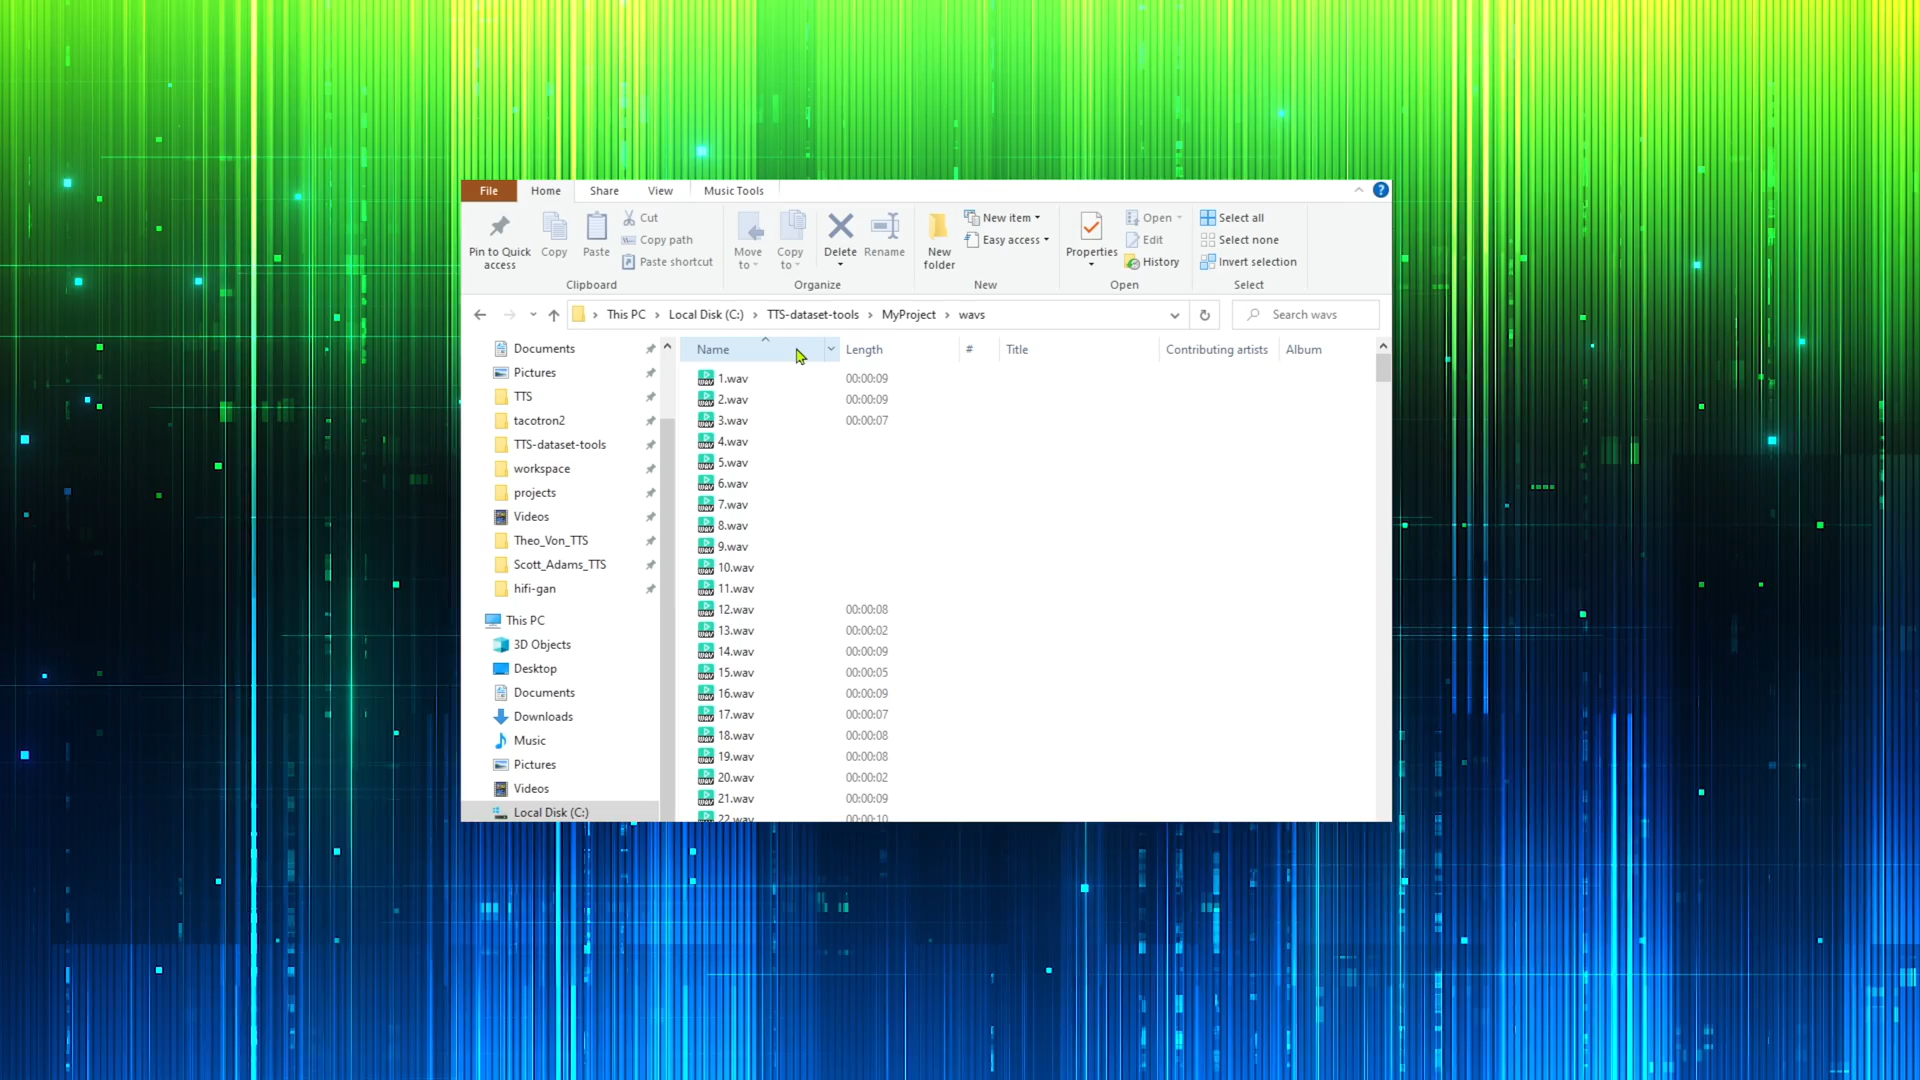 File Home Share View Music Tools
Pin to Quick access
Copy
Paste
Cut
Copy path
Paste shortcut
Clipboard
Move to
Copy to
Delete
Rename
Organize
New folder
New item
Easy access
New
Properties
Open
Edit
History
Open
Select all
Select none
Invert selection
Select
This PC Local Disk (C:) TTS-dataset-tools MyProject wavs
Search wavs
Documents
Pictures
TTS
tacotron2
TTS-dataset-tools
workspace
projects
Videos
Theo_Von_TTS
Scott_Adams_TTS
hifi-gan
This PC
3D Objects
Desktop
Documents
Downloads
Music
Pictures
Videos
Local Disk (C:)
Name Length # Title Contributing artists Album
1.wav 00:00:09
2.wav 00:00:09
3.wav 00:00:07
4.wav
5.wav
6.wav
7.wav
8.wav
9.wav
10.wav
11.wav
12.wav 00:00:08
13.wav 00:00:02
14.wav 00:00:09
15.wav 00:00:05
16.wav 00:00:09
17.wav 00:00:07
18.wav 00:00:08
19.wav 00:00:08
20.wav 00:00:02
21.wav 00:00:09
22.wav 00:00:10